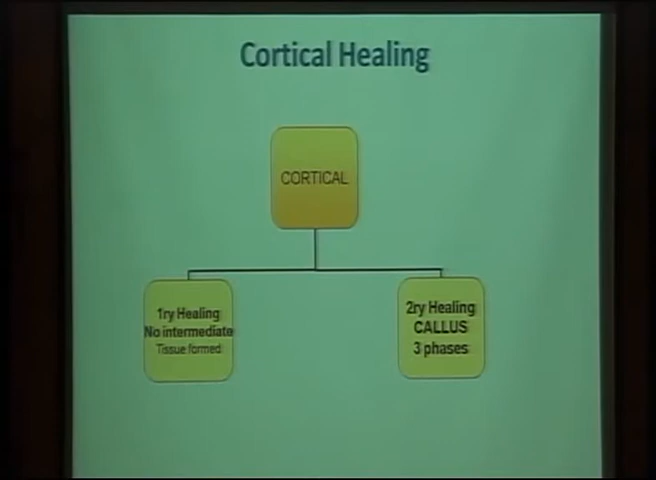 Cortical Healing
CORTICAL
1ry Healing
No intermediate
Tissue formed
2ry Healing
CALLUS
3 phases